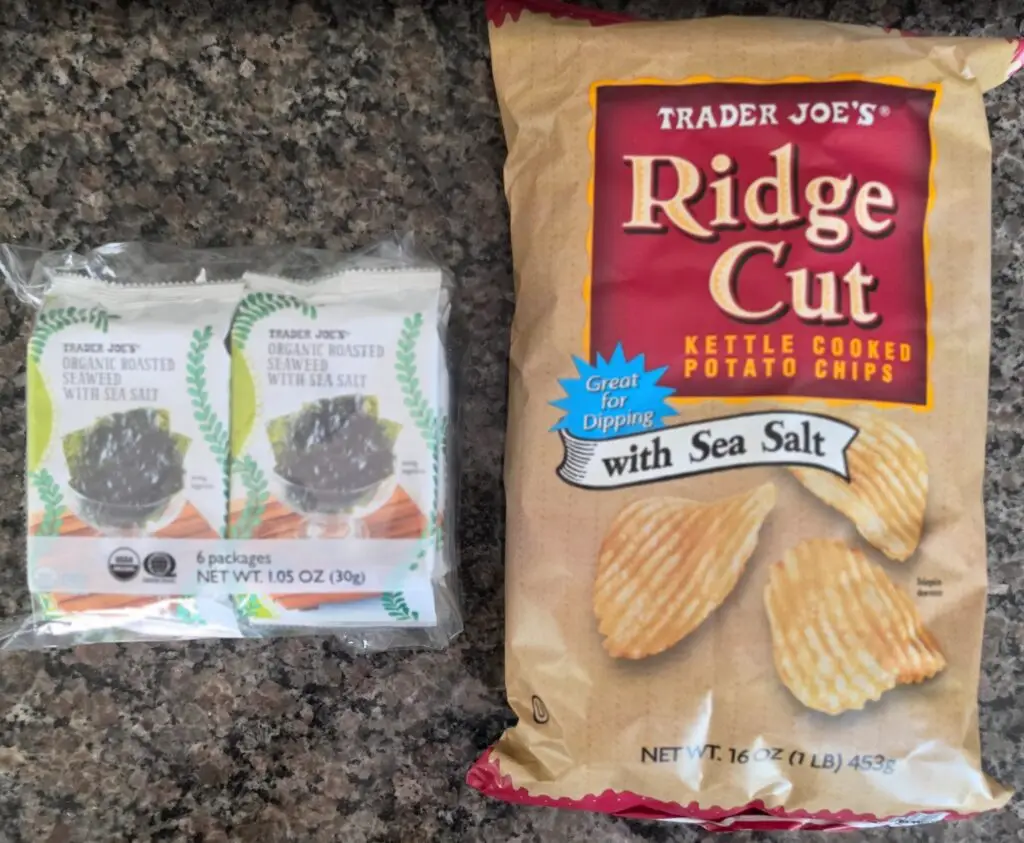 TRADER JOE'S
ORGANIC ROASTED
SEAWEED
WITH SEA SALT
TRADER JOE'S
ORGANIC ROASTED
SEAWEED
WITH SEA SALT
USDA
ORGANIC
6 packages
NET WT. 1.05 OZ (30g)
TRADER JOE'S®
Ridge
Cut
KETTLE COOKED
POTATO CHIPS
Great
for
Dipping
with Sea Salt
NET WT. 16 OZ (1 LB) 453g